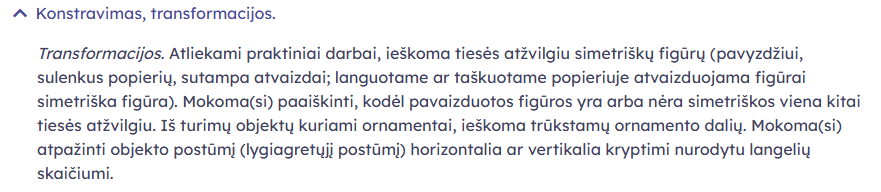 Konstravimas, transformacijos.
Transformacijos. Atliekami praktiniai darbai, ieškoma tiesės atžvilgiu simetriškų figūrų (pavyzdžiui,
sulenkus popierių, sutampa atvaizdai; languotame ar taškuotame popieriuje atvaizduojama figūrai
simetriška figūra). Mokoma(si) paaiškinti, kodėl pavaizduotos figūros yra arba nėra simetriškos viena kitai
tiesės atžvilgiu. Iš turimų objektų kuriami ornamentai, ieškoma trūkstamų ornamento dalių. Mokoma(si)
atpažinti objekto postūmį (lygiagretųjį postūmį) horizontalia ar vertikalia kryptimi nurodytu langelių
skaičiumi.